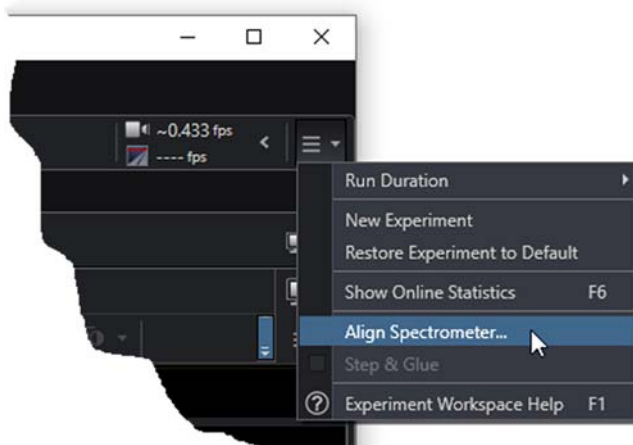 ~0.433 fps
---- fps
Run Duration
New Experiment
Restore Experiment to Default
Show Online Statistics F6
Align Spectrometer...
Step & Glue
Experiment Workspace Help F1